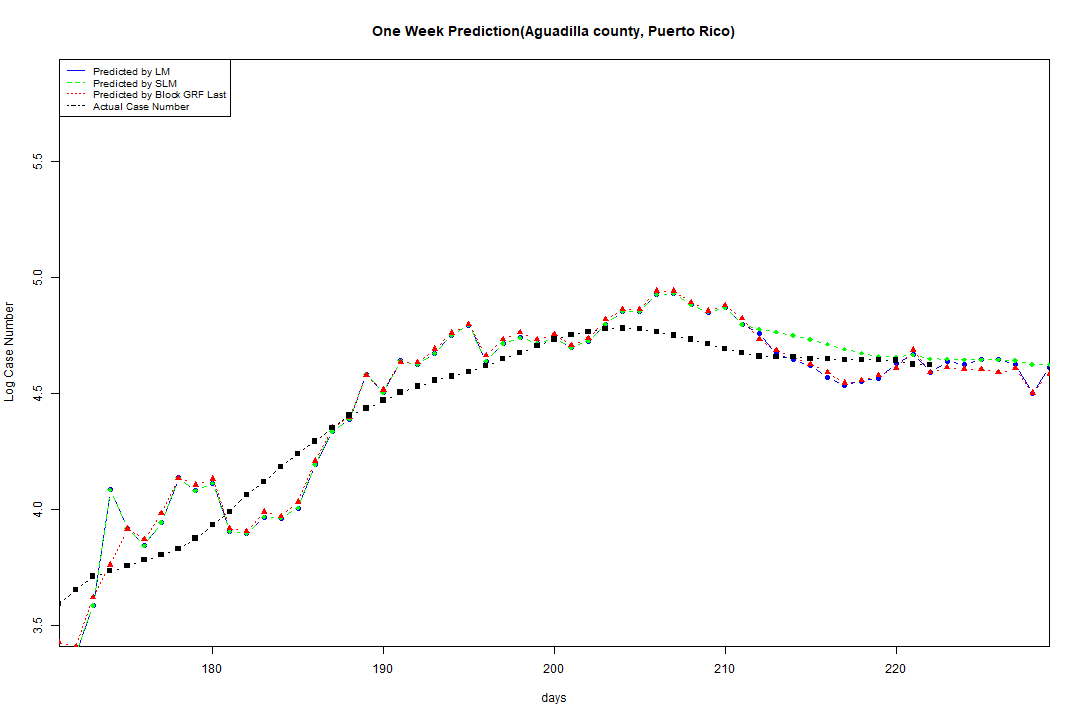 One Week Prediction(Aguadilla county, Puerto Rico)
Predicted by LM
Predicted by SLM
Predicted by Block GRF Last
Actual Case Number
5.5
5.0
4.5
4.0
3.5
Log Case Number
180 190 200 210 220
days